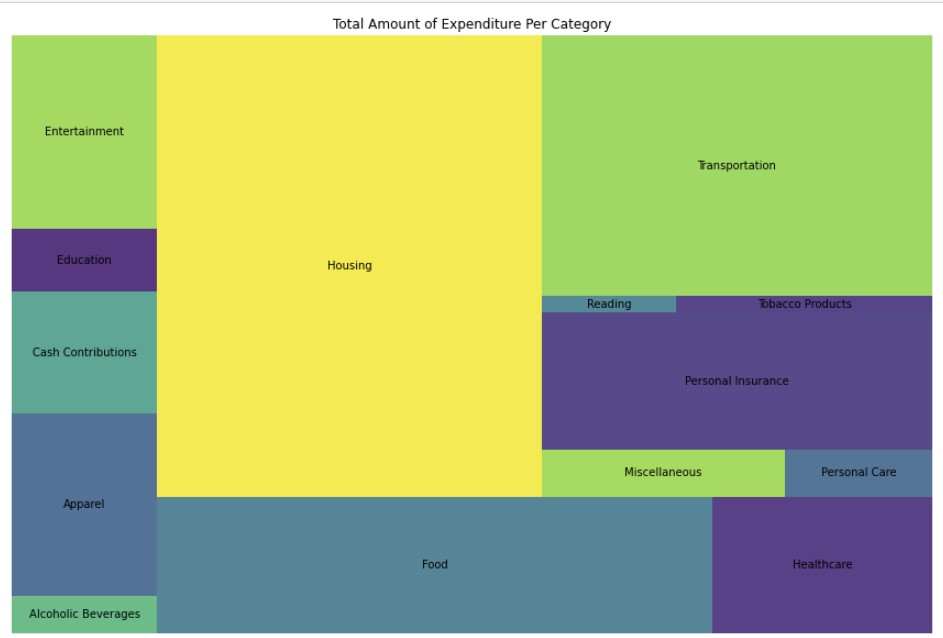 Total Amount of Expenditure Per Category
Entertainment
Transportation
Education
Housing
Reading
Tobacco Products
Cash Contributions
Personal Insurance
Miscellaneous
Personal Care
Apparel
Food
Healthcare
Alcoholic Beverages